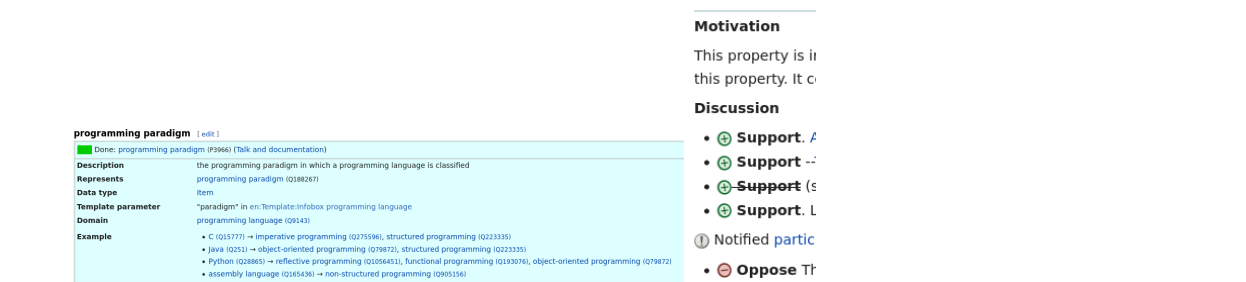 programming paradigm [ edit ]
Done: programming paradigm (P3966) (Talk and documentation)
Description the programming paradigm in which a programming language is classified
Represents programming paradigm (Q188267)
Data type Item
Template parameter "paradigm" in en:Template:Infobox programming language
Domain programming language (Q9143)
Example • C (Q15777) → imperative programming (Q275596), structured programming (Q223335)
• Java (Q251) → object-oriented programming (Q79872), structured programming (Q223335)
• Python (Q28865) → reflective programming (Q1056451), functional programming (Q193076), object-oriented programming (Q79872)
• assembly language (Q165436) → non-structured programming (Q905156)
Motivation
This property is
this property. It
Discussion
• Support.
• Support --
• Support (s
• Support. L
Notified partic
• Oppose Th